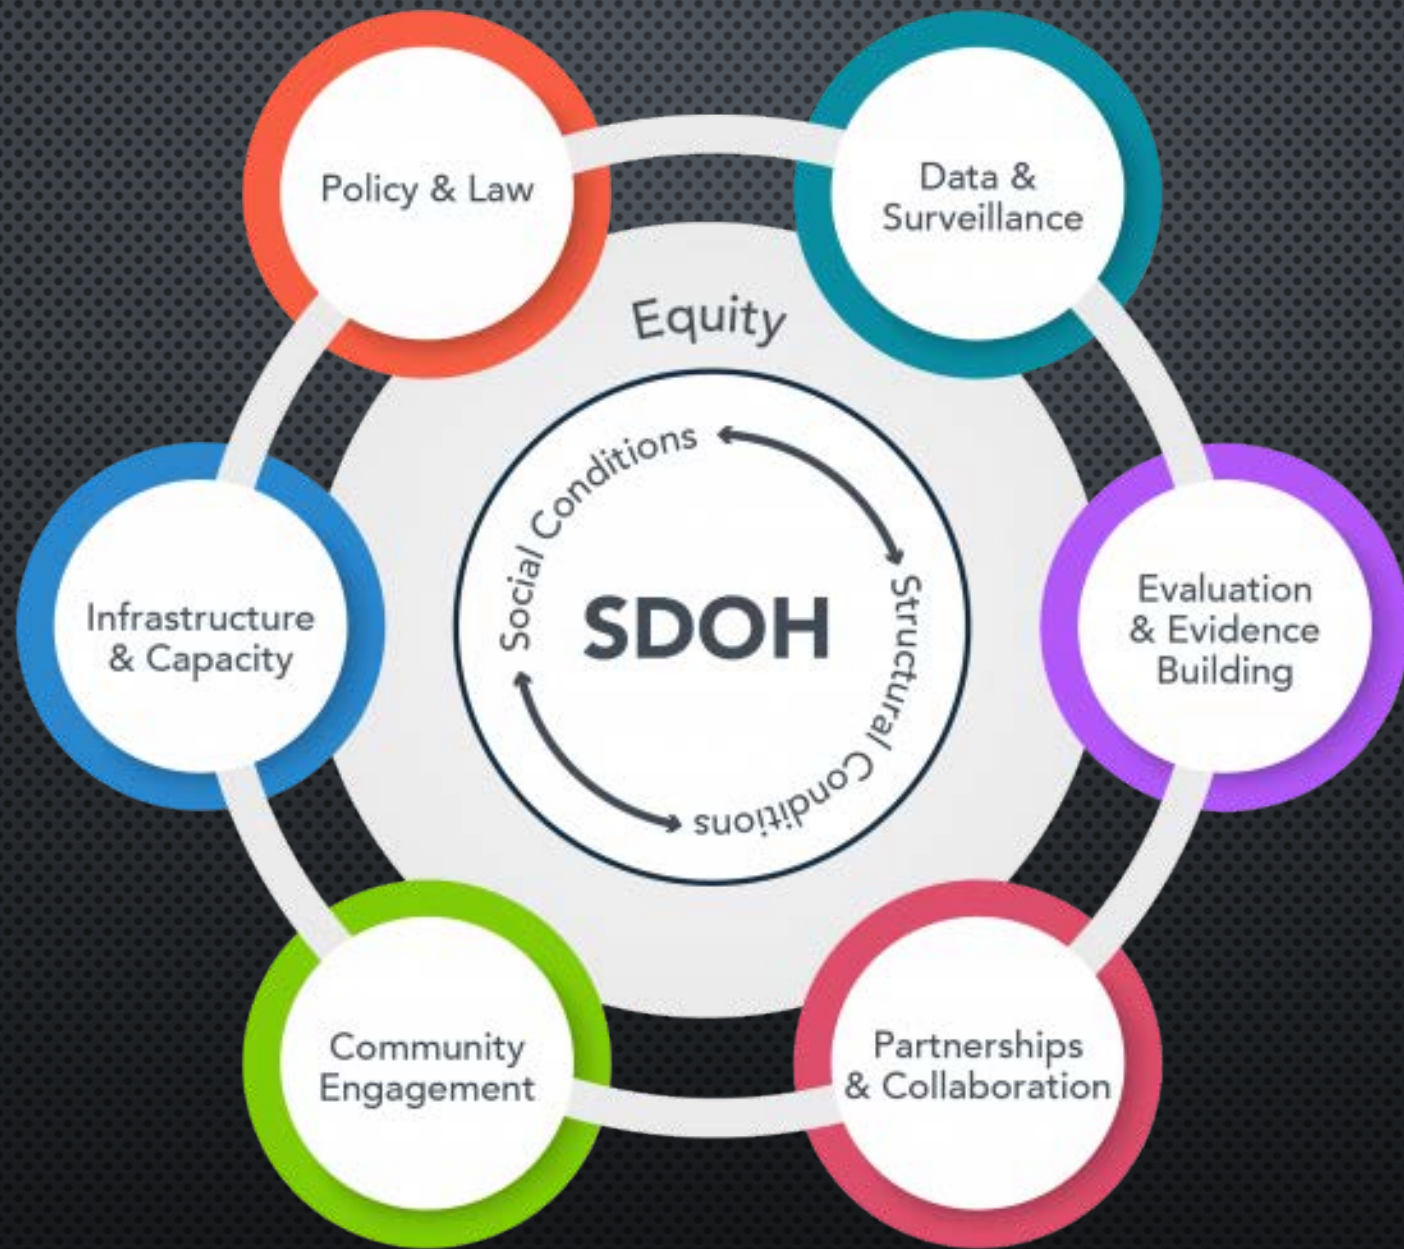 Policy & Law
Data &
Surveillance
Equity
Social Conditions
Structural Conditions
SDOH
Infrastructure
& Capacity
Evaluation
& Evidence
Building
Community
Engagement
Partnerships
& Collaboration